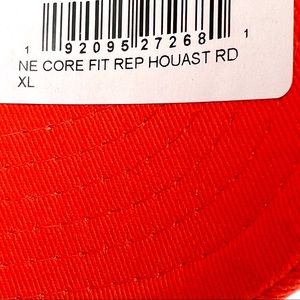 1 92095 27268 1
NE CORE FIT REP HOUAST RD
XL